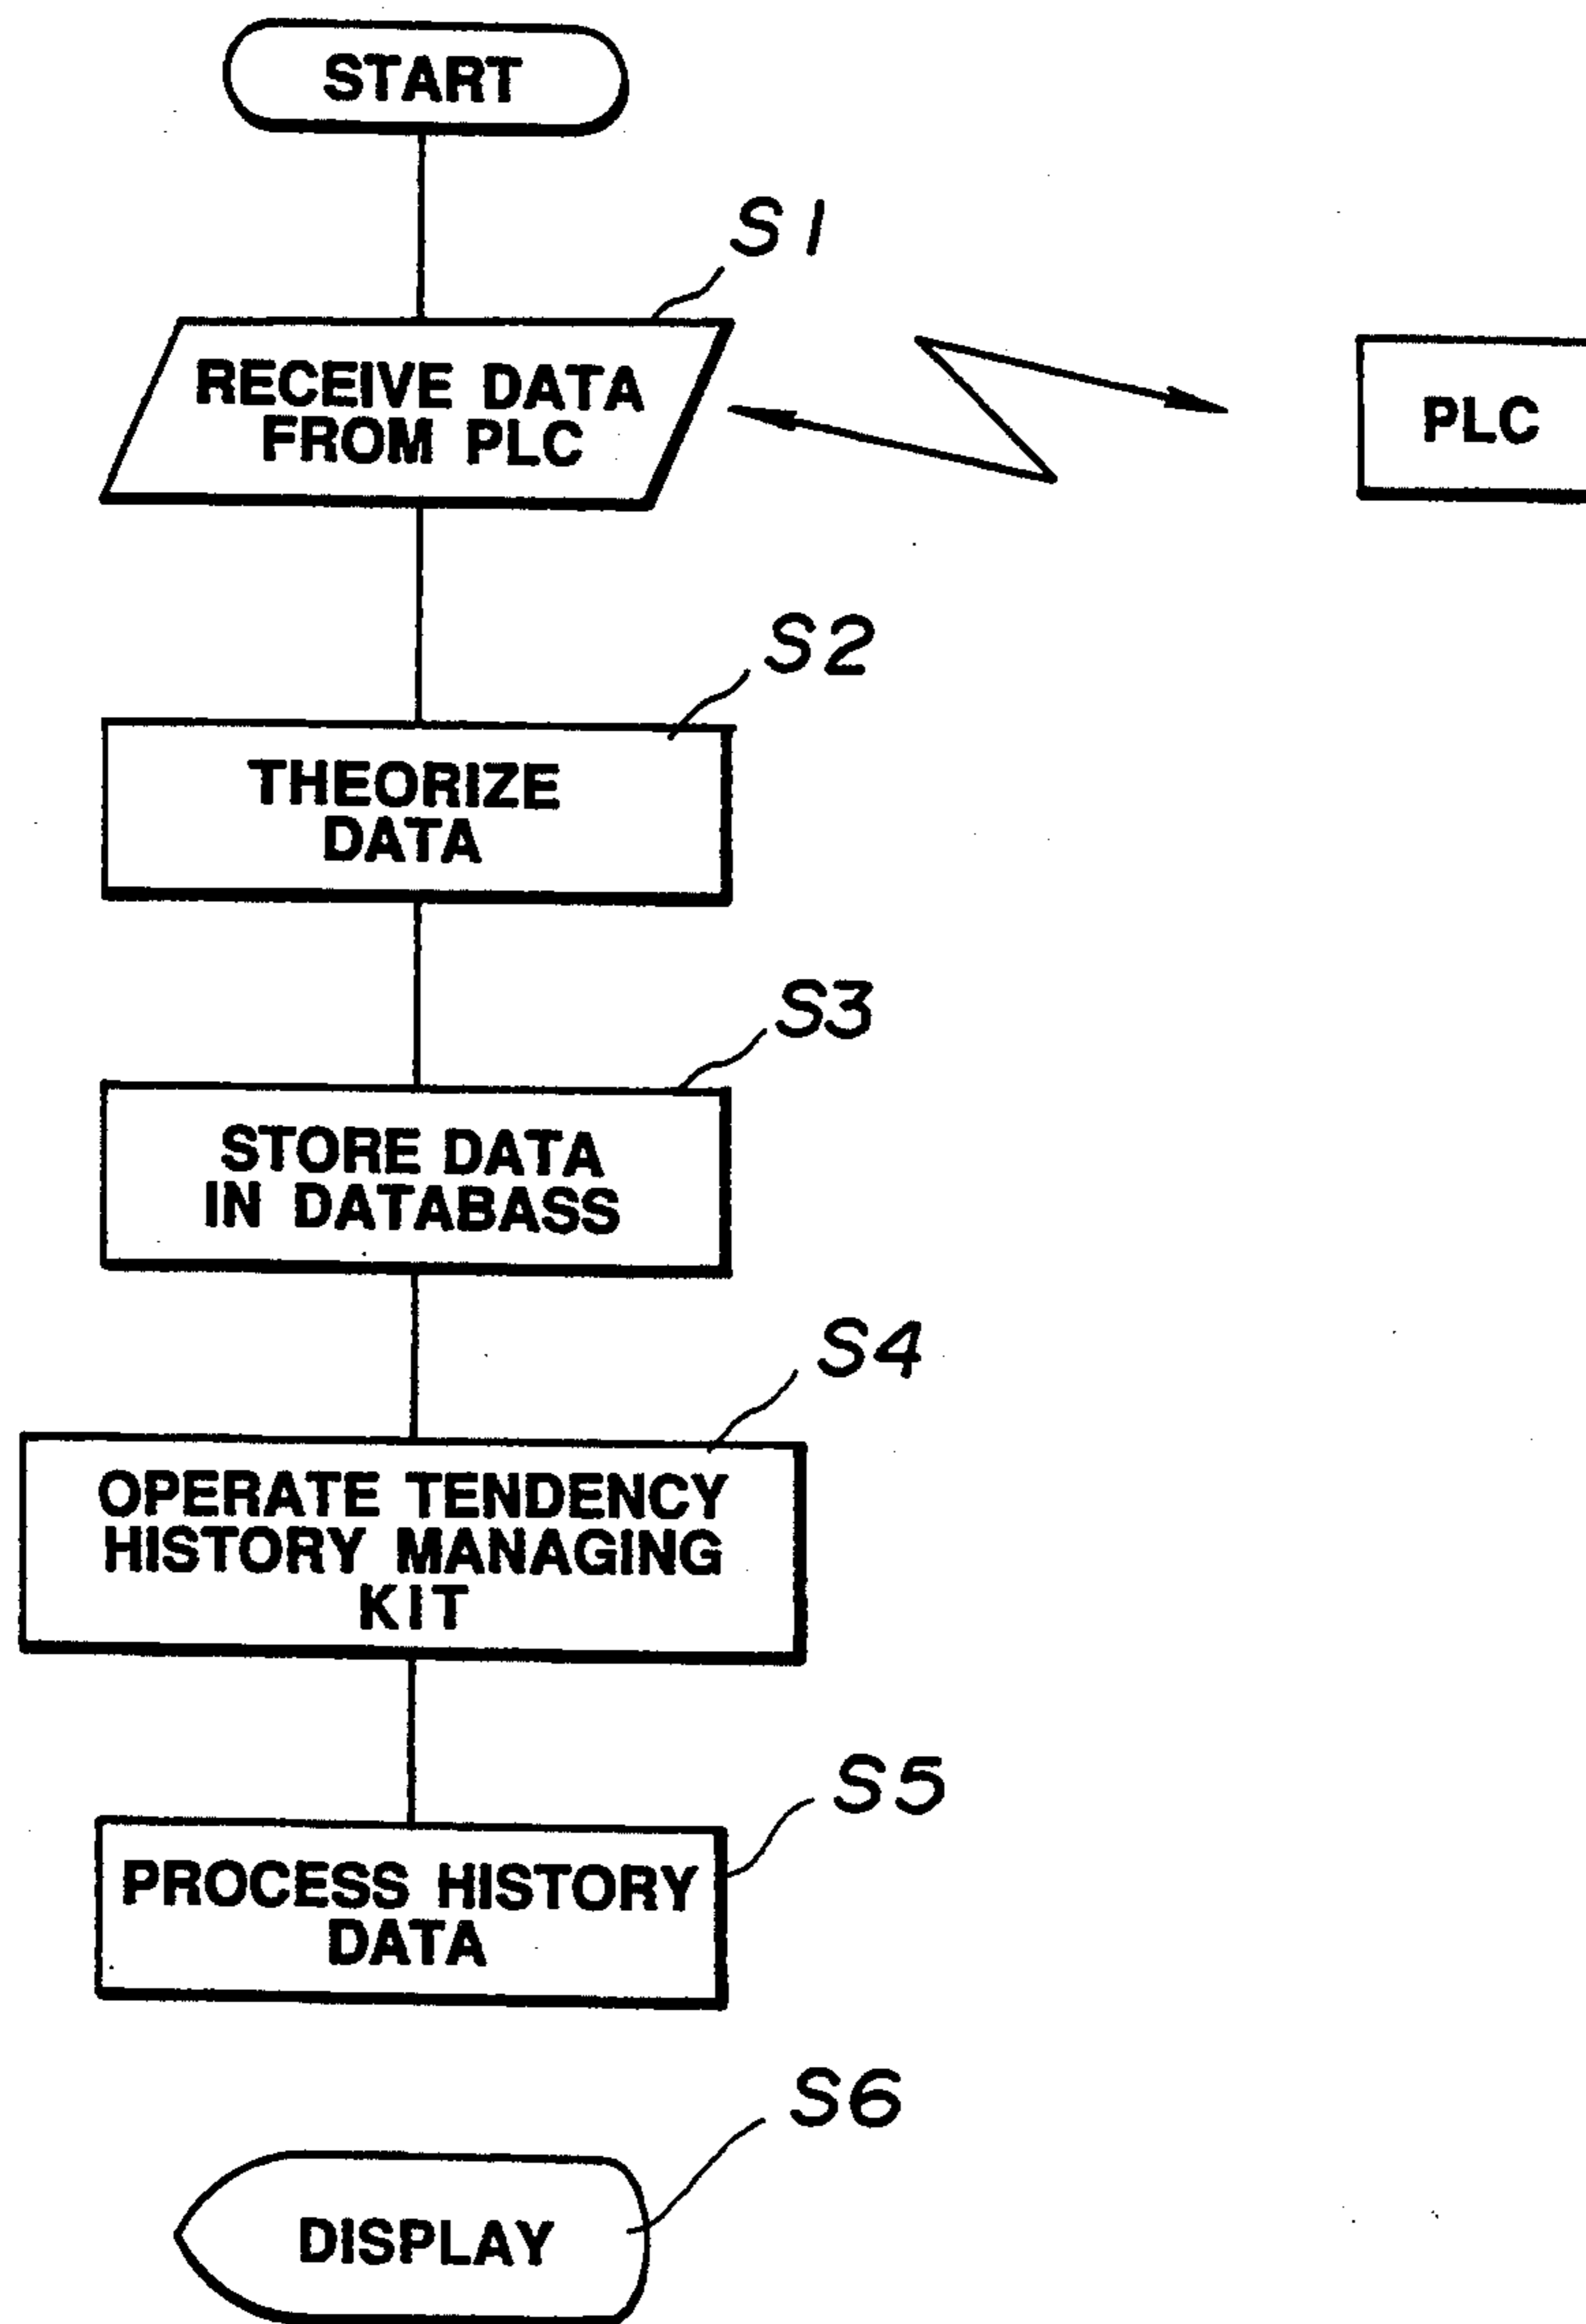 START
S1
RECEIVE DATA
FROM PLC
PLC
S2
THEORIZE
DATA
S3
STORE DATA
IN DATABASS
S4
OPERATE TENDENCY
HISTORY MANAGING
KIT
S5
PROCESS HISTORY
DATA
S6
DISPLAY